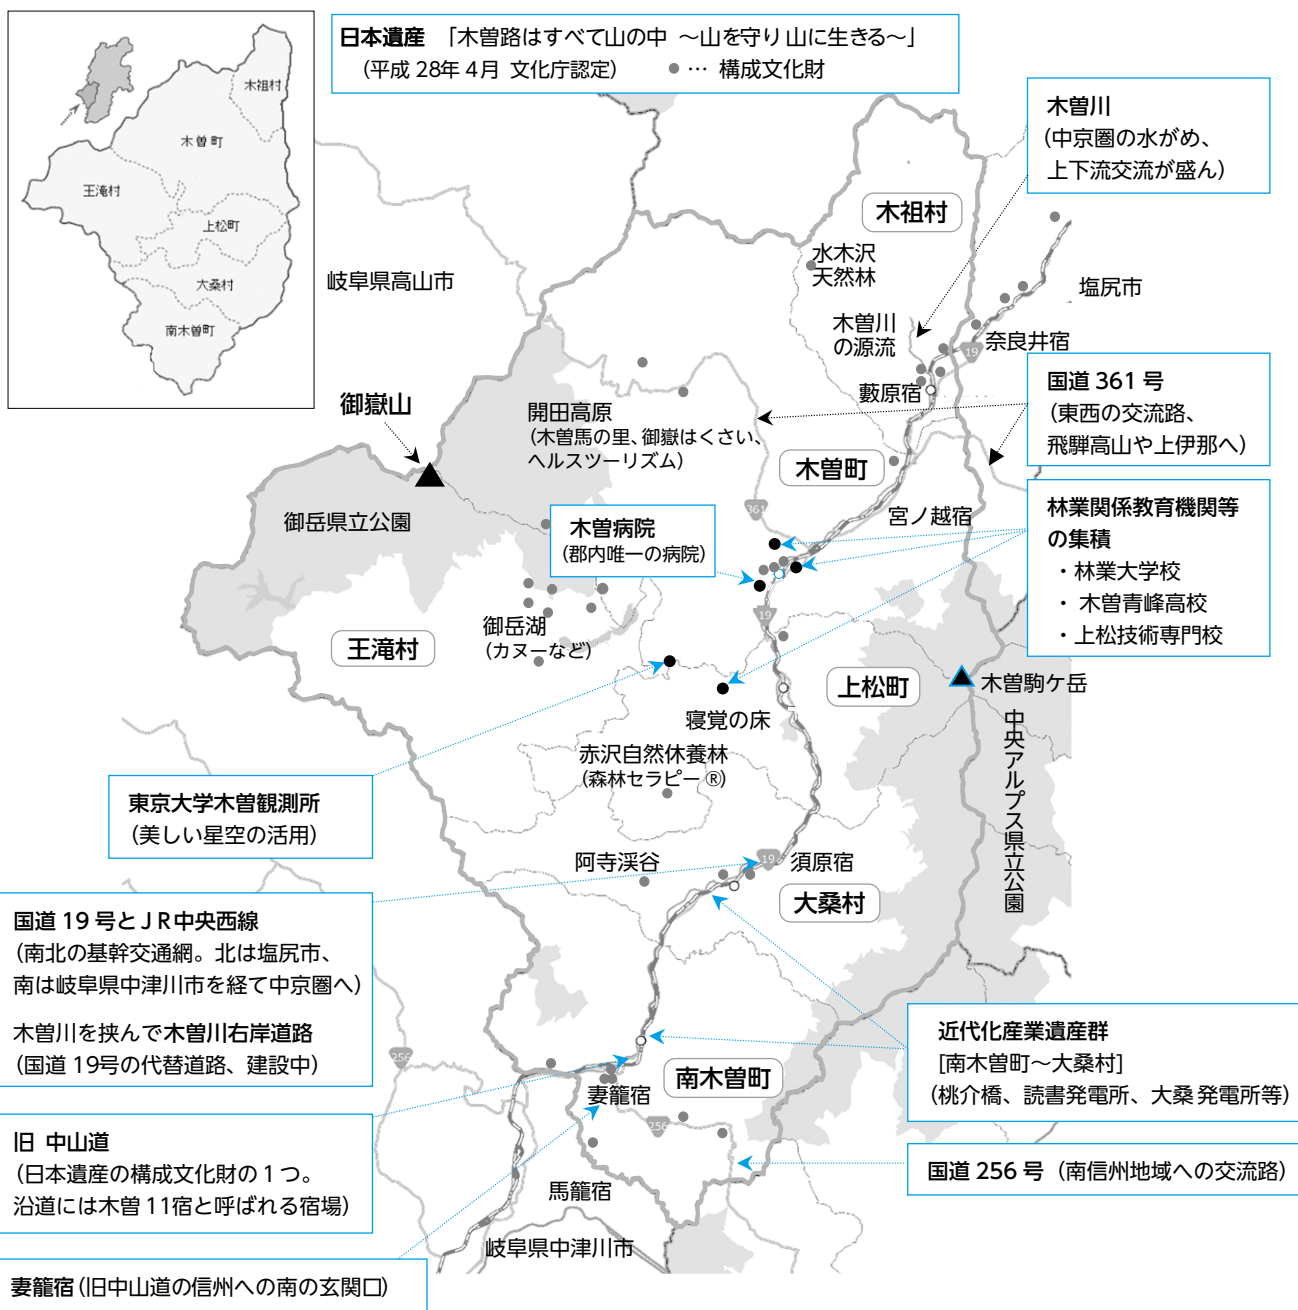 日本遺産 「木曽路はすべて山の中 ～山を守り 山に生きる～」
(平成 28年 4月 文化庁認定) ●… 構成文化財
木祖村
木曽町
王滝村
上松町
大桑村
南木曽町
木曽川
(中京圏の水がめ、
上下流交流が盛ん)
木祖村
水木沢
天然林
岐阜県高山市
塩尻市
木曽川
の源流
奈良井宿
19
藪原宿
国道 361 号
(東西の交流路、
飛騨高山や上伊那へ)
御嶽山
開田高原
(木曽馬の里、御嶽はくさい、
ヘルスツーリズム)
木曽町
361
宮ノ越宿
御岳県立公園
木曽病院
(郡内唯一の病院)
林業関係教育機関等
の集積
・林業大学校
・木曽青峰高校
・上松技術専門校
19
御岳湖
(カヌーなど)
王滝村
上松町
木曽駒ケ岳
寝覚の床
中央アルプス県立公園
赤沢自然休養林
(森林セラピー ®)
東京大学木曽観測所
(美しい星空の活用)
阿寺渓谷
19
須原宿
大桑村
国道 19 号とＪＲ中央西線
(南北の基幹交通網。北は塩尻市、
南は岐阜県中津川市を経て中京圏へ)
木曽川を挟んで木曽川右岸道路
(国道 19号の代替道路、建設中)
近代化産業遺産群
[南木曽町～大桑村]
(桃介橋、読書発電所、大桑 発電所等)
256
南木曽町
妻籠宿
256
旧 中山道
(日本遺産の構成文化財の 1 つ。
沿道には木曽 11宿と呼ばれる宿場)
国道 256 号 (南信州地域への交流路)
馬籠宿
岐阜県中津川市
妻籠宿 (旧中山道の信州への南の玄関口)